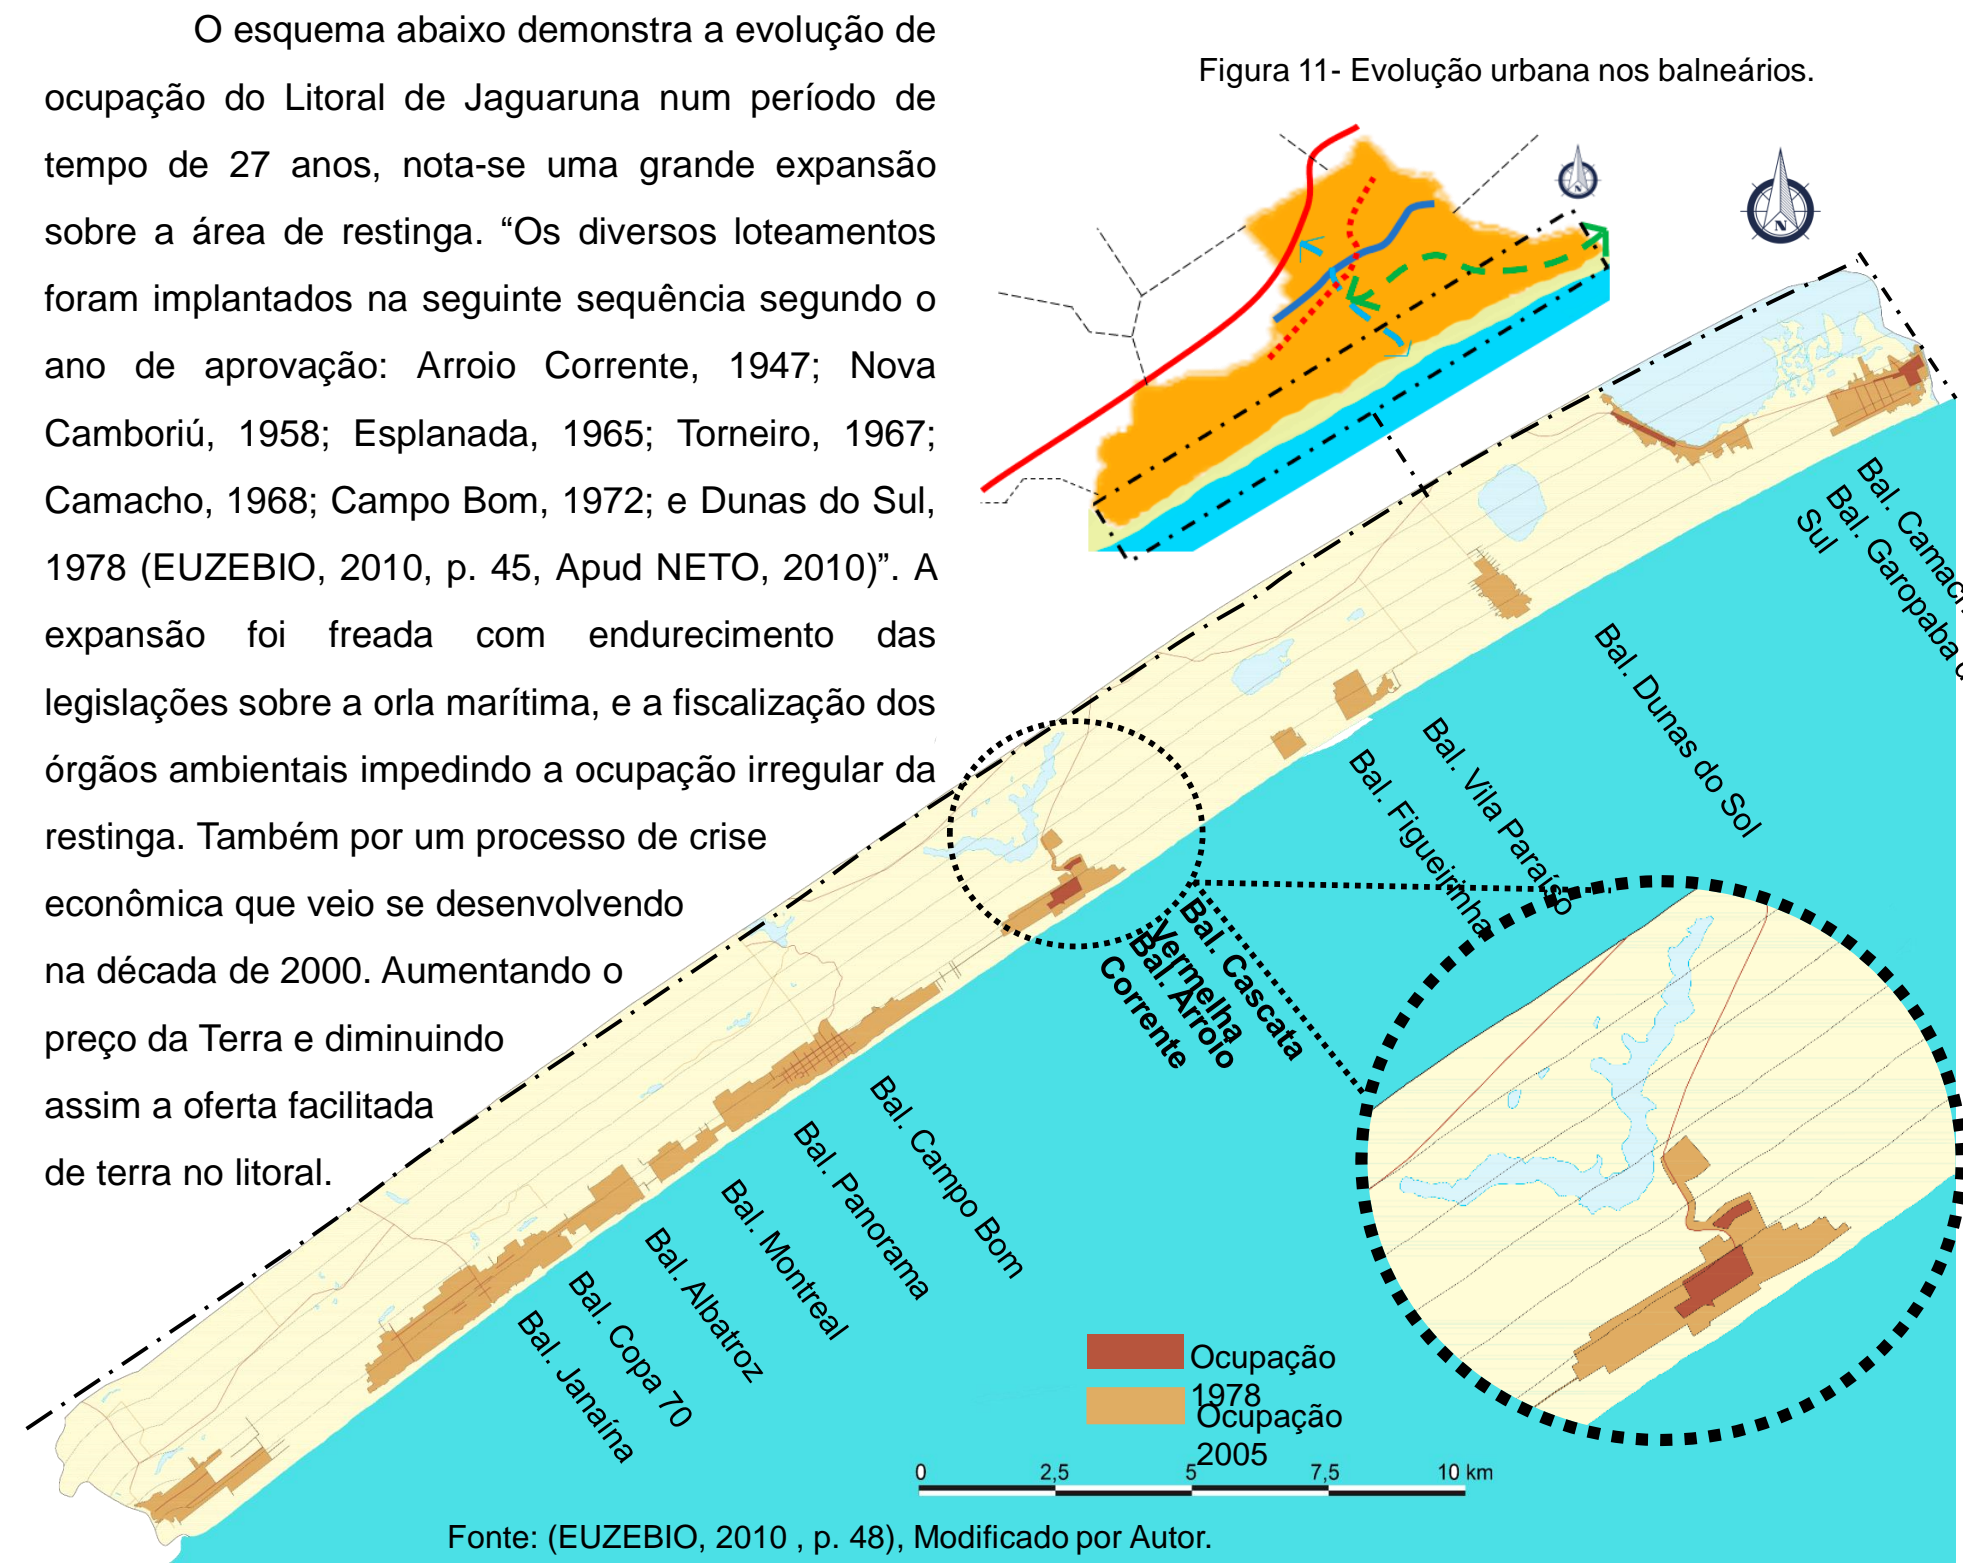 O esquema abaixo demonstra a evolução de
ocupação do Litoral de Jaguaruna num período de
tempo de 27 anos, nota-se uma grande expansão
sobre a área de restinga. “Os diversos loteamentos
foram implantados na seguinte sequência segundo o
ano de aprovação: Arroio Corrente, 1947; Nova
Camboriú, 1958; Esplanada, 1965; Torneiro, 1967;
Camacho, 1968; Campo Bom, 1972; e Dunas do Sul,
1978 (EUZEBIO, 2010, p. 45, Apud NETO, 2010)”. A
expansão foi freada com endurecimento das
legislações sobre a orla marítima, e a fiscalização dos
órgãos ambientais impedindo a ocupação irregular da
restinga. Também por um processo de crise
econômica que veio se desenvolvendo
na década de 2000. Aumentando o
preço da Terra e diminuindo
assim a oferta facilitada
de terra no litoral.
Figura 11- Evolução urbana nos balneários.
N
N
Bal. Camac
Bal. Garopaba
Sul
Bal. Dunas do Sol
Bal. Vila Paraíso
Bal. Figueirinha
Bal. Cascata
Vermelha
Bal. Arroio
Corrente
Bal. Campo Bom
Bal. Panorama
Bal. Montreal
Bal. Albatroz
Bal. Copa 70
Bal. Janaína
Ocupação
1978
Ocupação
2005
0 2,5 5 7,5 10 km
Fonte: (EUZEBIO, 2010 , p. 48), Modificado por Autor.